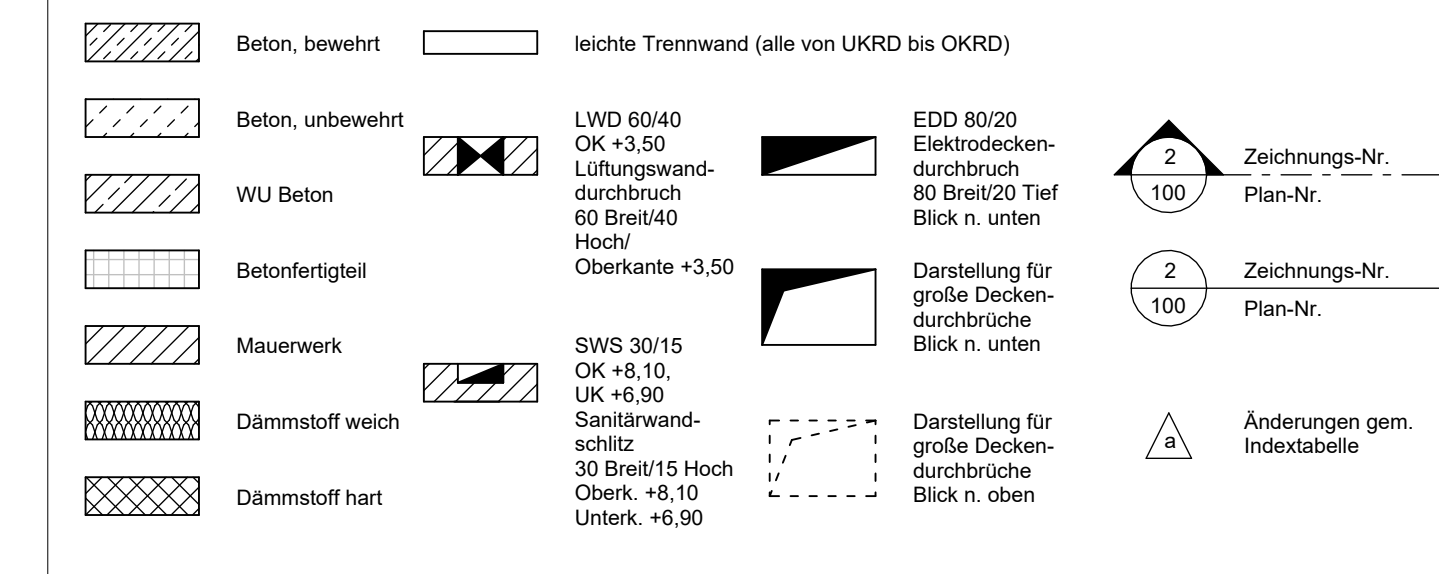 Beton, bewehrt
Beton, unbewehrt
WU Beton
Betonfertigteil
Mauerwerk
Dämmstoff weich
Dämmstoff hart
leichte Trennwand (alle von UKRD bis OKRD)
LWD 60/40
OK +3,50
Lüftungswand-
durchbruch
60 Breit/40
Hoch/
Oberkante +3,50
SWS 30/15
OK +8,10,
UK +6,90
Sanitärwand-
schlitz
30 Breit/15 Hoch
Oberk. +8,10
Unterk. +6,90
EDD 80/20
Elektrodecken-
durchbruch
80 Breit/20 Tief
Blick n. unten
Darstellung für
große Decken-
durchbrüche
Blick n. unten
Darstellung für
große Decken-
durchbrüche
Blick n. oben
2 Zeichnungs-Nr.
100 Plan-Nr.
2 Zeichnungs-Nr.
100 Plan-Nr.
a Änderungen gem.
Indextabelle